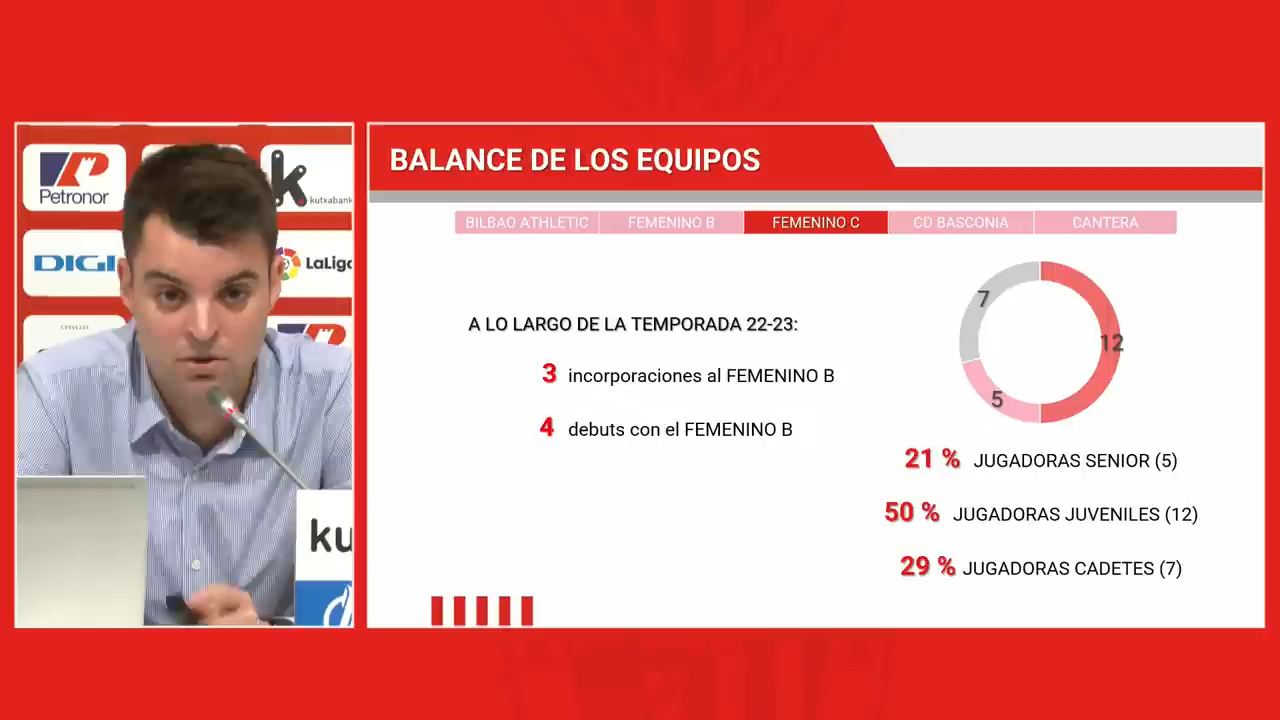 Petronor
k
kutxabank
DIGI
LaLiga
CERVEZAS
ku
BALANCE DE LOS EQUIPOS
BILBAO ATHLETIC
FEMENINO B
FEMENINO C
CD BASCONIA
CANTERA
A LO LARGO DE LA TEMPORADA 22-23:
3 incorporaciones al FEMENINO B
4 debuts con el FEMENINO B
7
12
5
21 % JUGADORAS SENIOR (5)
50 % JUGADORAS JUVENILES (12)
29 % JUGADORAS CADETES (7)